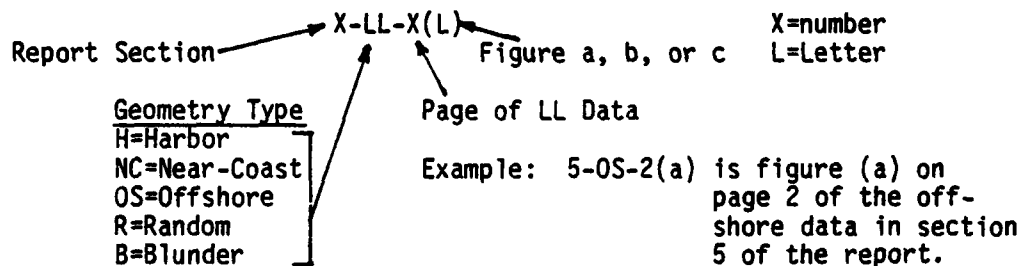 X-LL-X(L) X=number
Report Section Figure a, b, or c L=Letter
Geometry Type Page of LL Data
H=Harbor
NC=Near-Coast Example: 5-OS-2(a) is figure (a) on
OS=Offshore page 2 of the off-
R=Random shore data in section
B=Blunder 5 of the report.